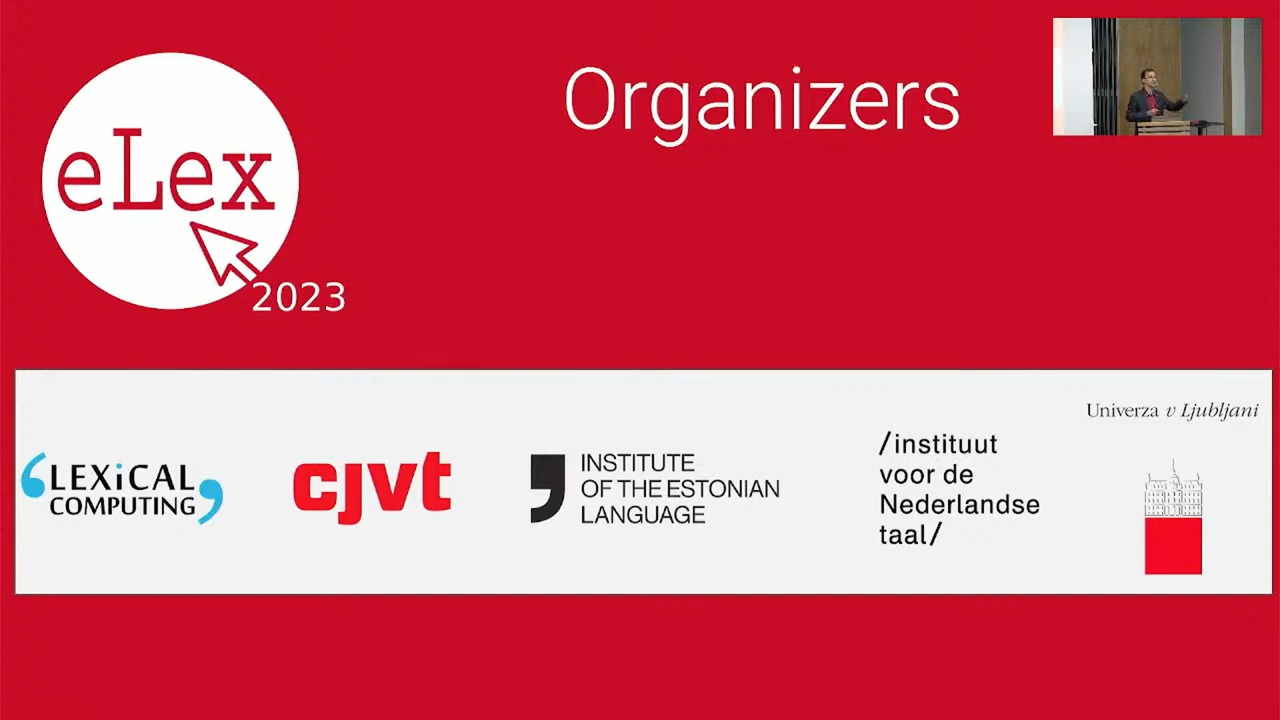 Organizers
eLex
2023
LEXiCAL
COMPUTING
cjvt
INSTITUTE
OF THE ESTONIAN
LANGUAGE
/instituut
voor de
Nederlandse
taal/
Univerza v Ljubljani